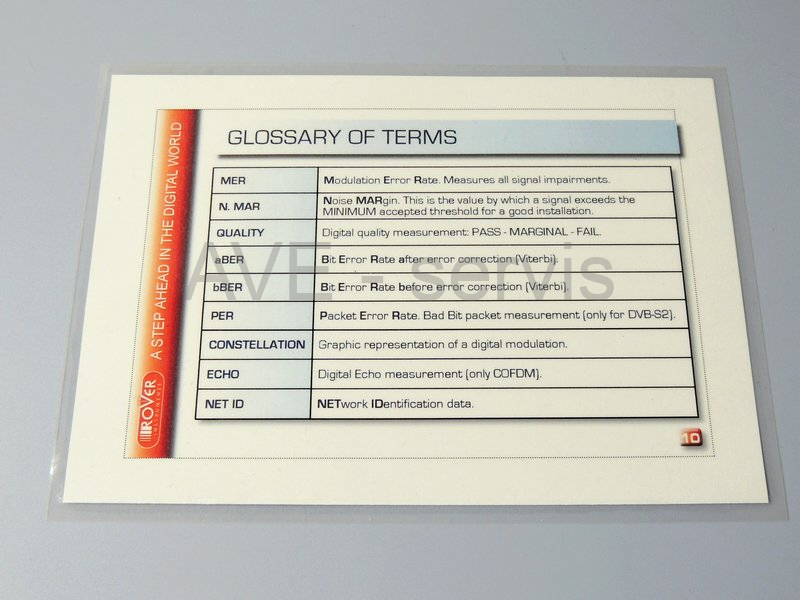 GLOSSARY OF TERMS
MER Modulation Error Rate. Measures all signal impairments.
N. MAR Noise MARgin. This is the value by which a signal exceeds the
MINIMUM accepted threshold for a good installation.
QUALITY Digital quality measurement: PASS - MARGINAL - FAIL.
aBER Bit Error Rate after error correction (Viterbi).
bBER Bit Error Rate before error correction (Viterbi).
PER Packet Error Rate. Bad Bit packet measurement (only for DVB-S2).
CONSTELLATION Graphic representation of a digital modulation.
ECHO Digital Echo measurement (only COFDM).
NET ID NETwork IDentification data.
A STEP AHEAD IN THE DIGITAL WORLD
ROVER
INSTRUMENTS
10
AVE - servis